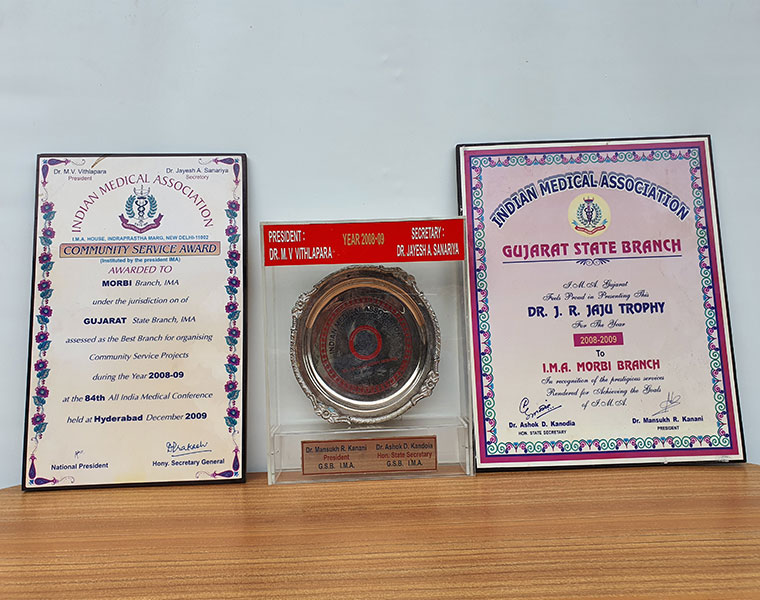 Dr. M.V. Vithlapara
President
Dr. Jayesh A. Sanariya
Secretary
INDIAN MEDICAL ASSOCIATION
I.M.A. HOUSE, INDRAPRASTHA MARG, NEW DELHI-11602
COMMUNITY SERVICE AWARD
(Instituted by the president IMA)
AWARDED TO
MORBI Branch, IMA
under the jurisdiction on of
GUJARAT State Branch, IMA
assessed as the Best Branch for organising
Community Service Projects
during the Year 2008-09
at the 84th All India Medical Conference
held at Hyderabad December 2009
National President
Hony. Secretary General
PRESIDENT :
DR. M. V VITHLAPARA
YEAR 2008-09
SECRETARY :
DR. JAYESH A. SANARIYA
INDIAN MEDICAL ASSOCIATION
Dr. Mansukh R. Kanani
President
G.S.B. I.M.A.
Dr. Ashok D. Kandois
Hon. State Secretary
G.S.B. I.M.A.
INDIAN MEDICAL ASSOCIATION
GUJARAT STATE BRANCH
I.M.A. Gujarat
Feels Proud in Presenting This
DR. J. R. JAJU TROPHY
For The Year
2008-2009
To
I.M.A. MORBI BRANCH
In recognition of the prestigious services
Rendered for Achieving the Goals
of I.M.A.
Dr. Ashok D. Kanodia
HON. STATE SECRETARY
Dr. Mansukh R. Kanani
PRESIDENT